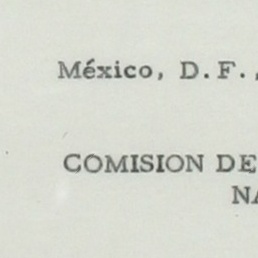 México, D.F.,
COMISION DE
NA